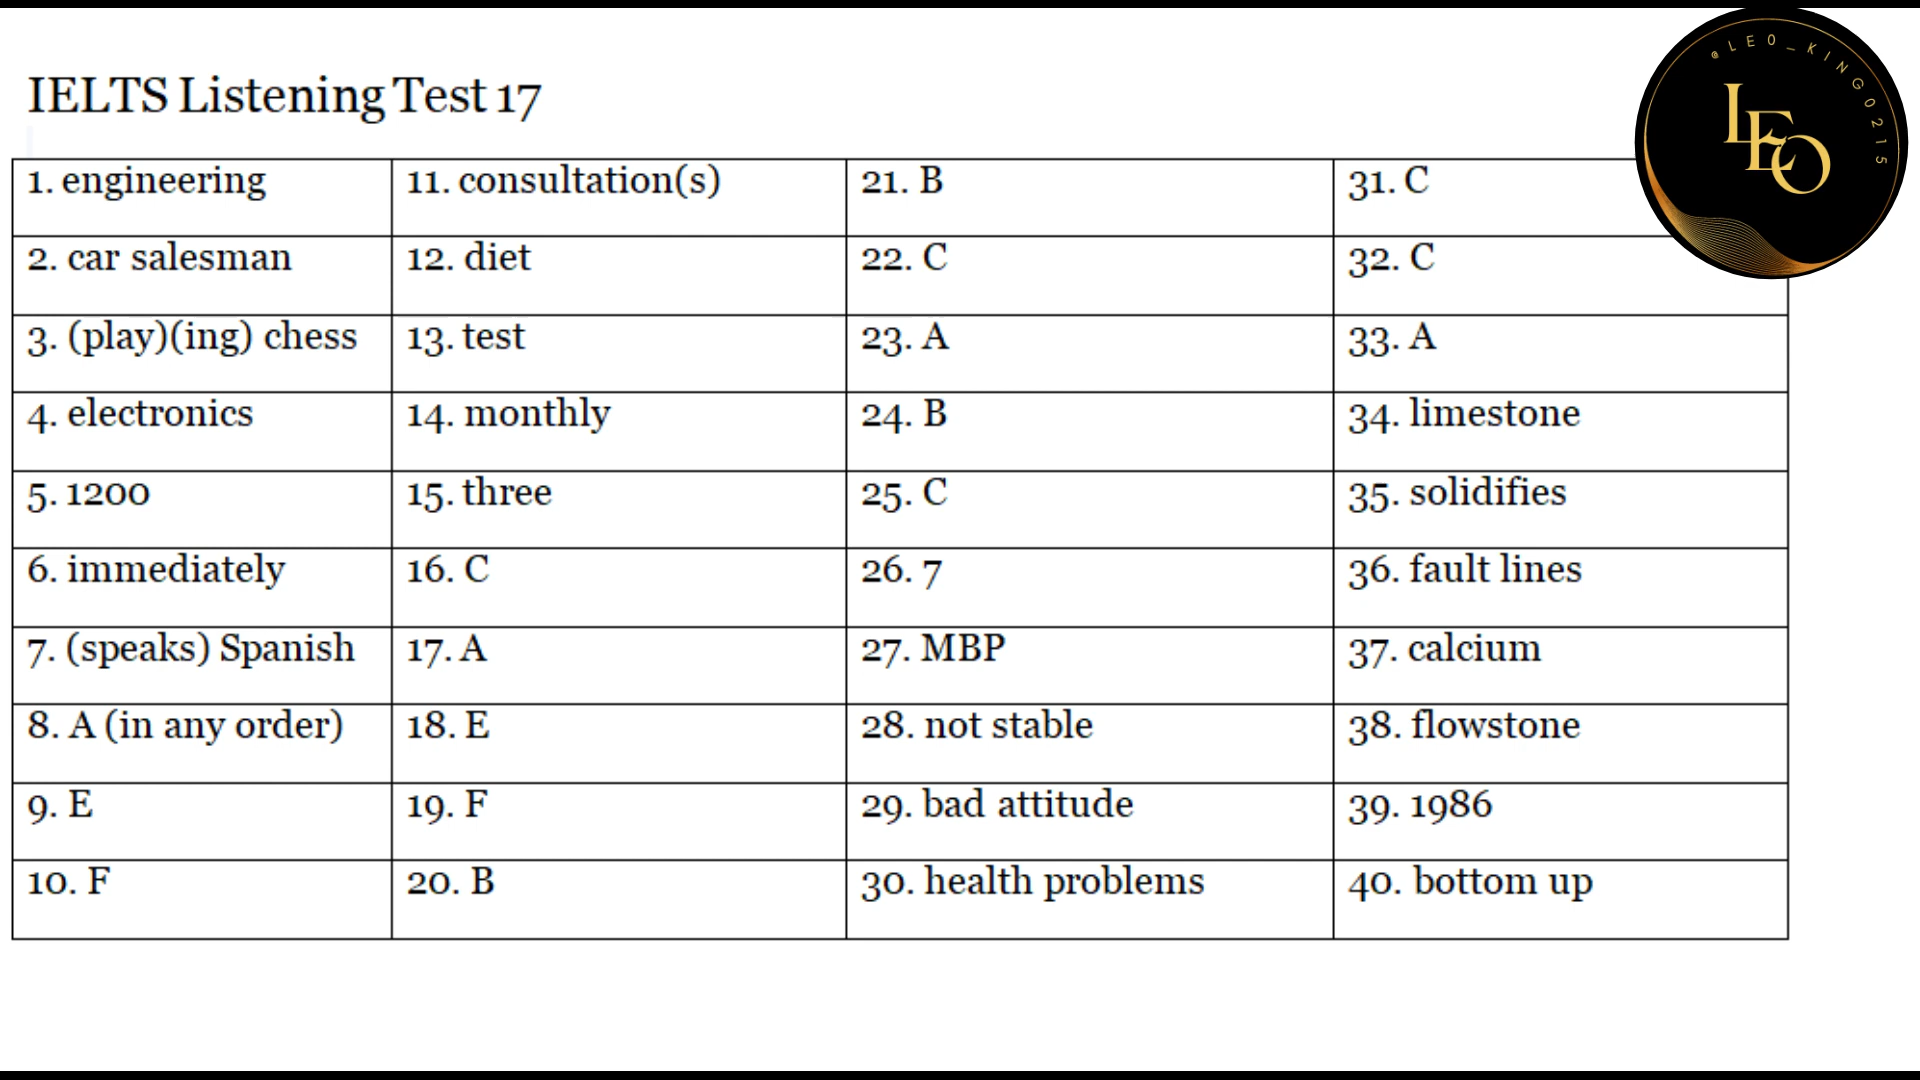 IELTS Listening Test 17
@LEO_KING0215
LEO
1. engineering
11. consultation(s)
21. B
31. C
2. car salesman
12. diet
22. C
32. C
3. (play)(ing) chess
13. test
23. A
33. A
4. electronics
14. monthly
24. B
34. limestone
5. 1200
15. three
25. C
35. solidifies
6. immediately
16. C
26. 7
36. fault lines
7. (speaks) Spanish
17. A
27. MBP
37. calcium
8. A (in any order)
18. E
28. not stable
38. flowstone
9. E
19. F
29. bad attitude
39. 1986
10. F
20. B
30. health problems
40. bottom up